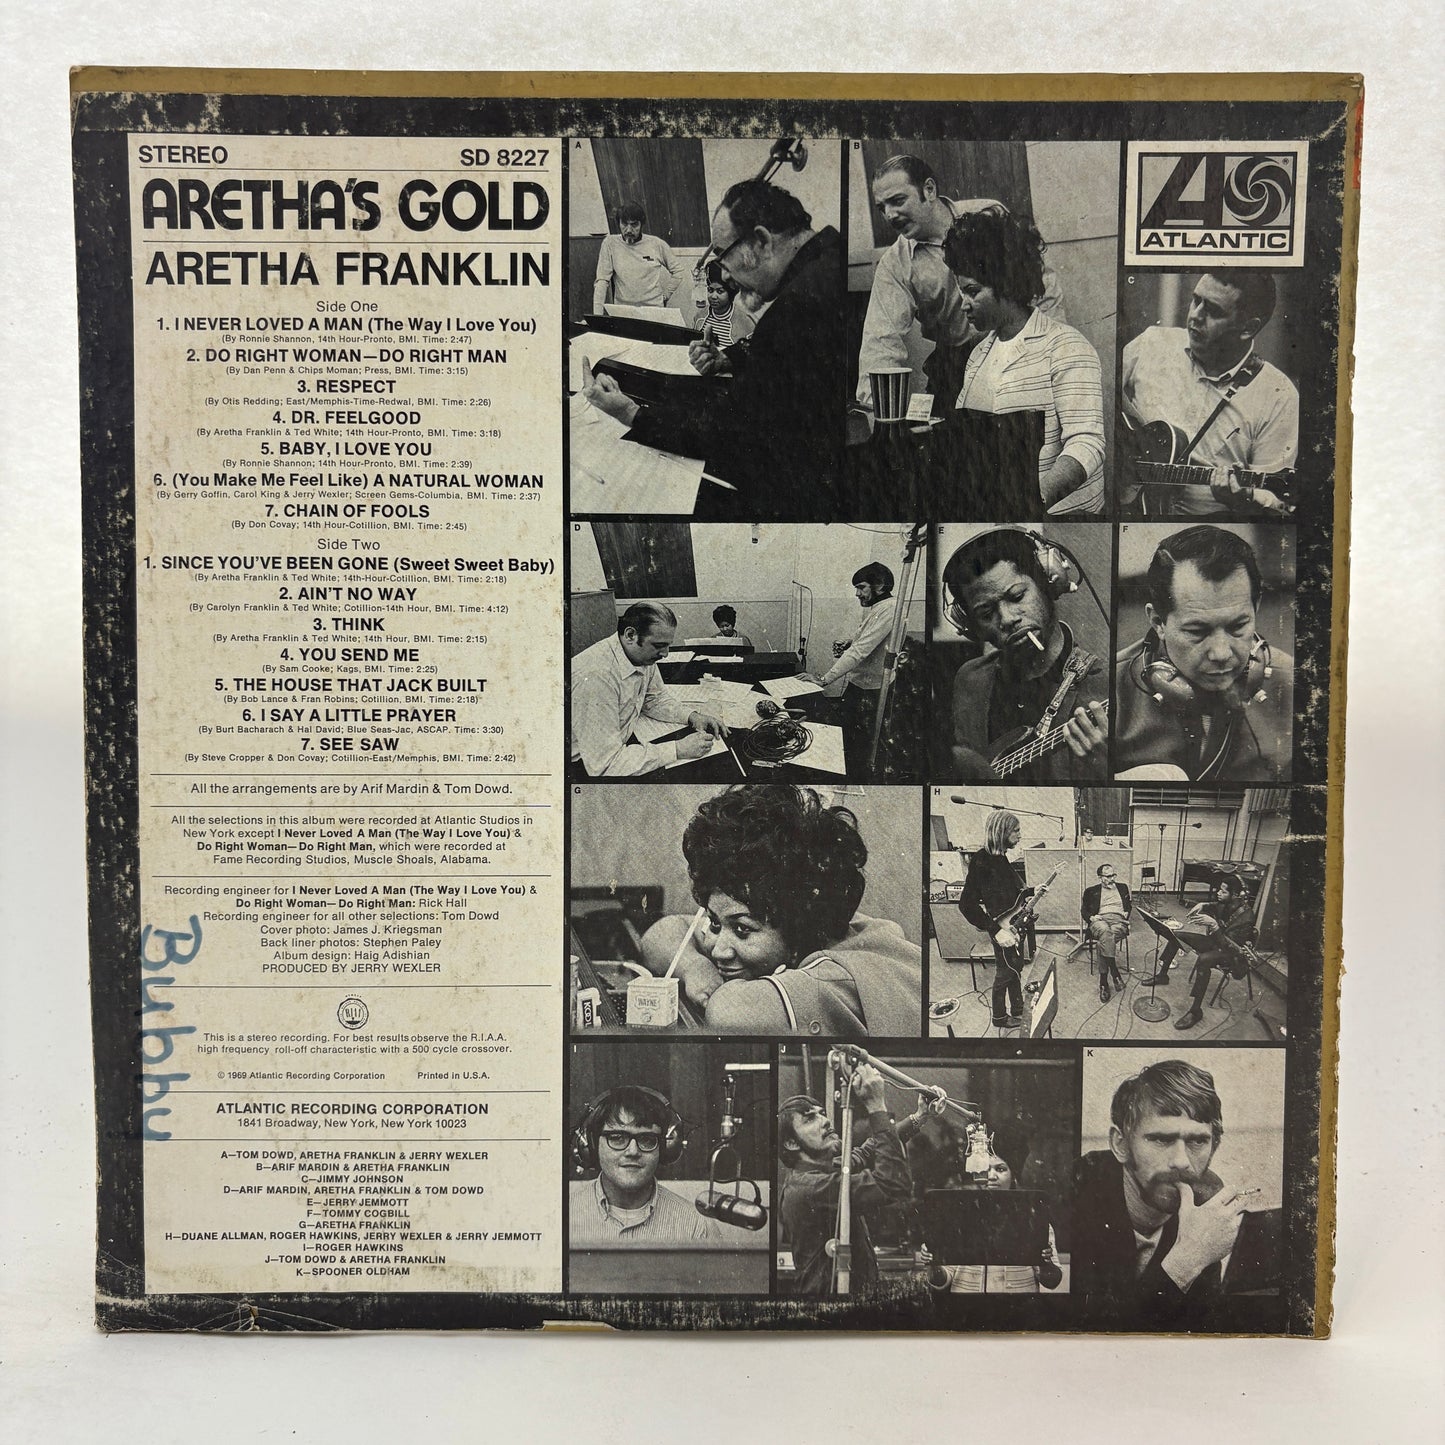 STEREO SD 8227
ARETHA'S GOLD
ARETHA FRANKLIN
Side One
1. I NEVER LOVED A MAN (The Way I Love You)
(By Ronnie Shannon, 14th Hour-Pronto, BMI. Time: 2:47)
2. DO RIGHT WOMAN—DO RIGHT MAN
(By Dan Penn & Chips Moman; Press, BMI. Time: 3:15)
3. RESPECT
(By Otis Redding; East/Memphis-Time-Redwal, BMI. Time: 2:26)
4. DR. FEELGOOD
(By Aretha Franklin & Ted White; 14th Hour-Pronto, BMI. Time: 3:18)
5. BABY, I LOVE YOU
(By Ronnie Shannon; 14th Hour-Pronto, BMI. Time: 2:39)
6. (You Make Me Feel Like) A NATURAL WOMAN
(By Gerry Goffin, Carol King & Jerry Wexler; Screen Gems-Columbia, BMI. Time: 2:37)
7. CHAIN OF FOOLS
(By Don Covay; 14th Hour-Cotillion, BMI. Time: 2:45)
Side Two
1. SINCE YOU'VE BEEN GONE (Sweet Sweet Baby)
(By Aretha Franklin & Ted White; 14th-Hour-Cotillion, BMI. Time: 2:18)
2. AIN'T NO WAY
(By Carolyn Franklin & Ted White; Cotillion-14th Hour, BMI. Time: 4:12)
3. THINK
(By Aretha Franklin & Ted White; 14th Hour, BMI. Time: 2:15)
4. YOU SEND ME
(By Sam Cooke; Kags, BMI. Time: 2:25)
5. THE HOUSE THAT JACK BUILT
(By Bob Lance & Fran Robins; Cotillion, BMI. Time: 2:18)
6. I SAY A LITTLE PRAYER
(By Burt Bacharach & Hal David; Blue Seas-Jac, ASCAP. Time: 3:30)
7. SEE SAW
(By Steve Cropper & Don Covay; Cotillion-East/Memphis, BMI. Time: 2:42)
All the arrangements are by Arif Mardin & Tom Dowd.
All the selections in this album were recorded at Atlantic Studios in
New York except I Never Loved A Man (The Way I Love You) &
Do Right Woman—Do Right Man, which were recorded at
Fame Recording Studios, Muscle Shoals, Alabama.
Recording engineer for I Never Loved A Man (The Way I Love You) &
Do Right Woman—Do Right Man: Rick Hall
Recording engineer for all other selections: Tom Dowd
Cover photo: James J. Kriegsman
Back liner photos: Stephen Paley
Album design: Haig Adishian
PRODUCED BY JERRY WEXLER
This is a stereo recording. For best results observe the R.I.A.A.
high frequency roll-off characteristic with a 500 cycle crossover.
© 1969 Atlantic Recording Corporation Printed in U.S.A.
ATLANTIC RECORDING CORPORATION
1841 Broadway, New York, New York 10023
A—TOM DOWD, ARETHA FRANKLIN & JERRY WEXLER
B—ARIF MARDIN & ARETHA FRANKLIN
C—JIMMY JOHNSON
D—ARIF MARDIN, ARETHA FRANKLIN & TOM DOWD
E—JERRY JEMMOTT
F—TOMMY COGBILL
G—ARETHA FRANKLIN
H—DUANE ALLMAN, ROGER HAWKINS, JERRY WEXLER & JERRY JEMMOTT
I—ROGER HAWKINS
J—TOM DOWD & ARETHA FRANKLIN
K—SPOONER OLDHAM
Bubby
A
B
ATLANTIC
C
D
E
F
G
WAYNE
KOOL
H
I
J
K